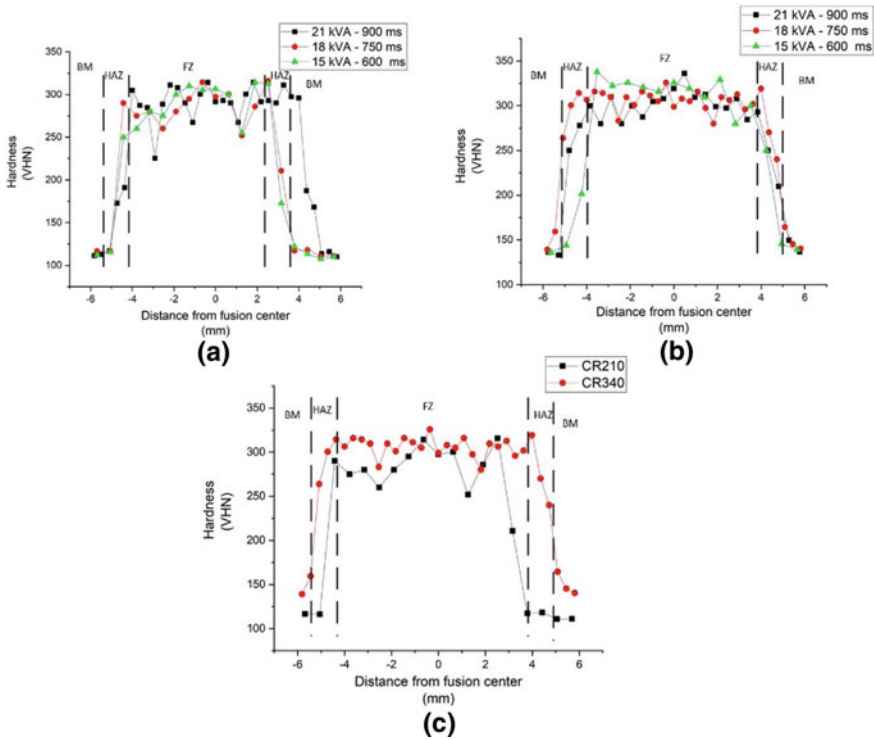 21 kVA - 900 ms
18 kVA - 750 ms
15 kVA - 600 ms
BM
HAZ
FZ
HAZ
BM
350
300
250
200
150
100
Hardness
(VHN)
-6 -4 -2 0 2 4 6
Distance from fusion center
(mm)
(a)
21 kVA - 900 ms
18 kVA - 750 ms
15 kVA - 600 ms
BM
HAZ
FZ
HAZ
BM
350
300
250
200
150
100
Hardness
(VHN)
-6 -4 -2 0 2 4 6
Distance from fusion center
(mm)
(b)
CR210
CR340
BM
HAZ
FZ
HAZ
BM
350
300
250
200
150
100
Hardness
(VHN)
-6 -4 -2 0 2 4 6
Distance from fusion center
(mm)
(c)